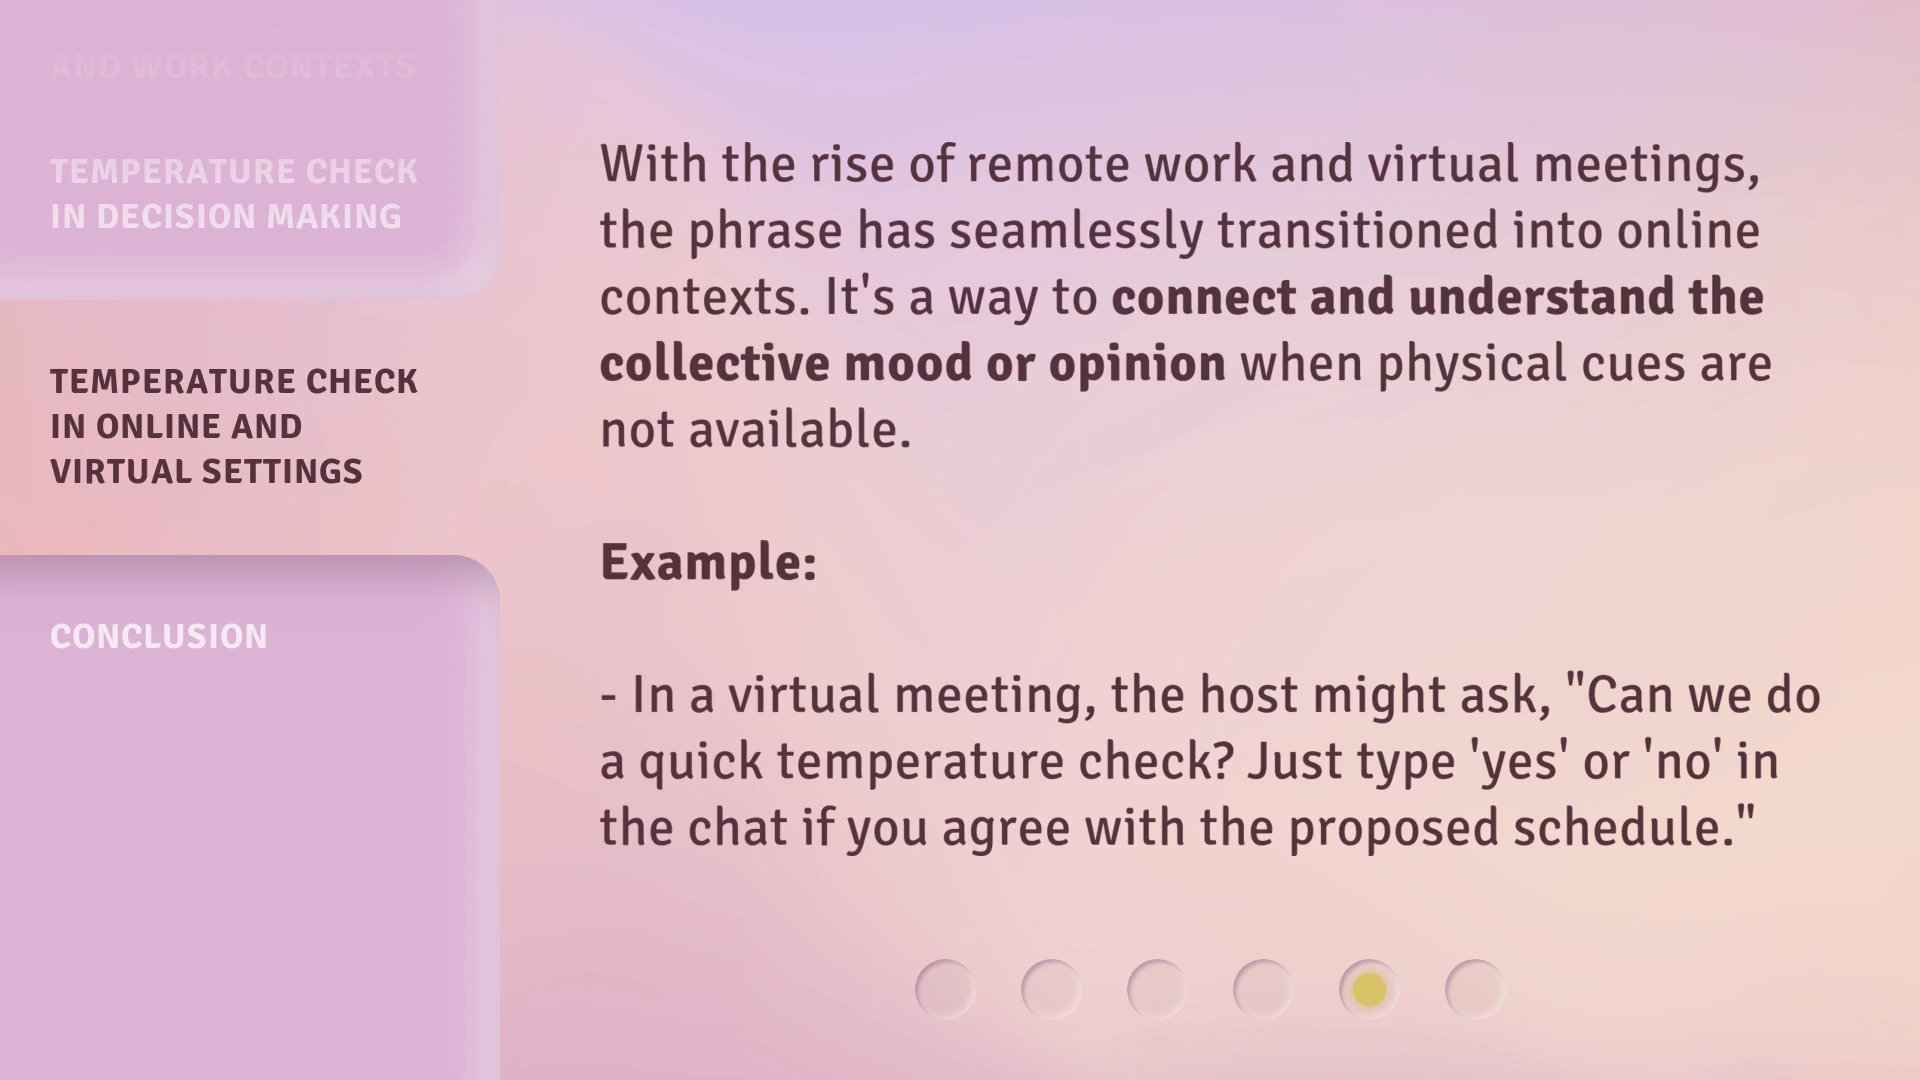 MEANING IN SOCIAL
AND WORK CONTEXTS
TEMPERATURE CHECK
IN DECISION MAKING
TEMPERATURE CHECK
IN ONLINE AND
VIRTUAL SETTINGS
CONCLUSION
With the rise of remote work and virtual meetings,
the phrase has seamlessly transitioned into online
contexts. It's a way to connect and understand the
collective mood or opinion when physical cues are
not available.
Example:
- In a virtual meeting, the host might ask, "Can we do
a quick temperature check? Just type 'yes' or 'no' in
the chat if you agree with the proposed schedule."